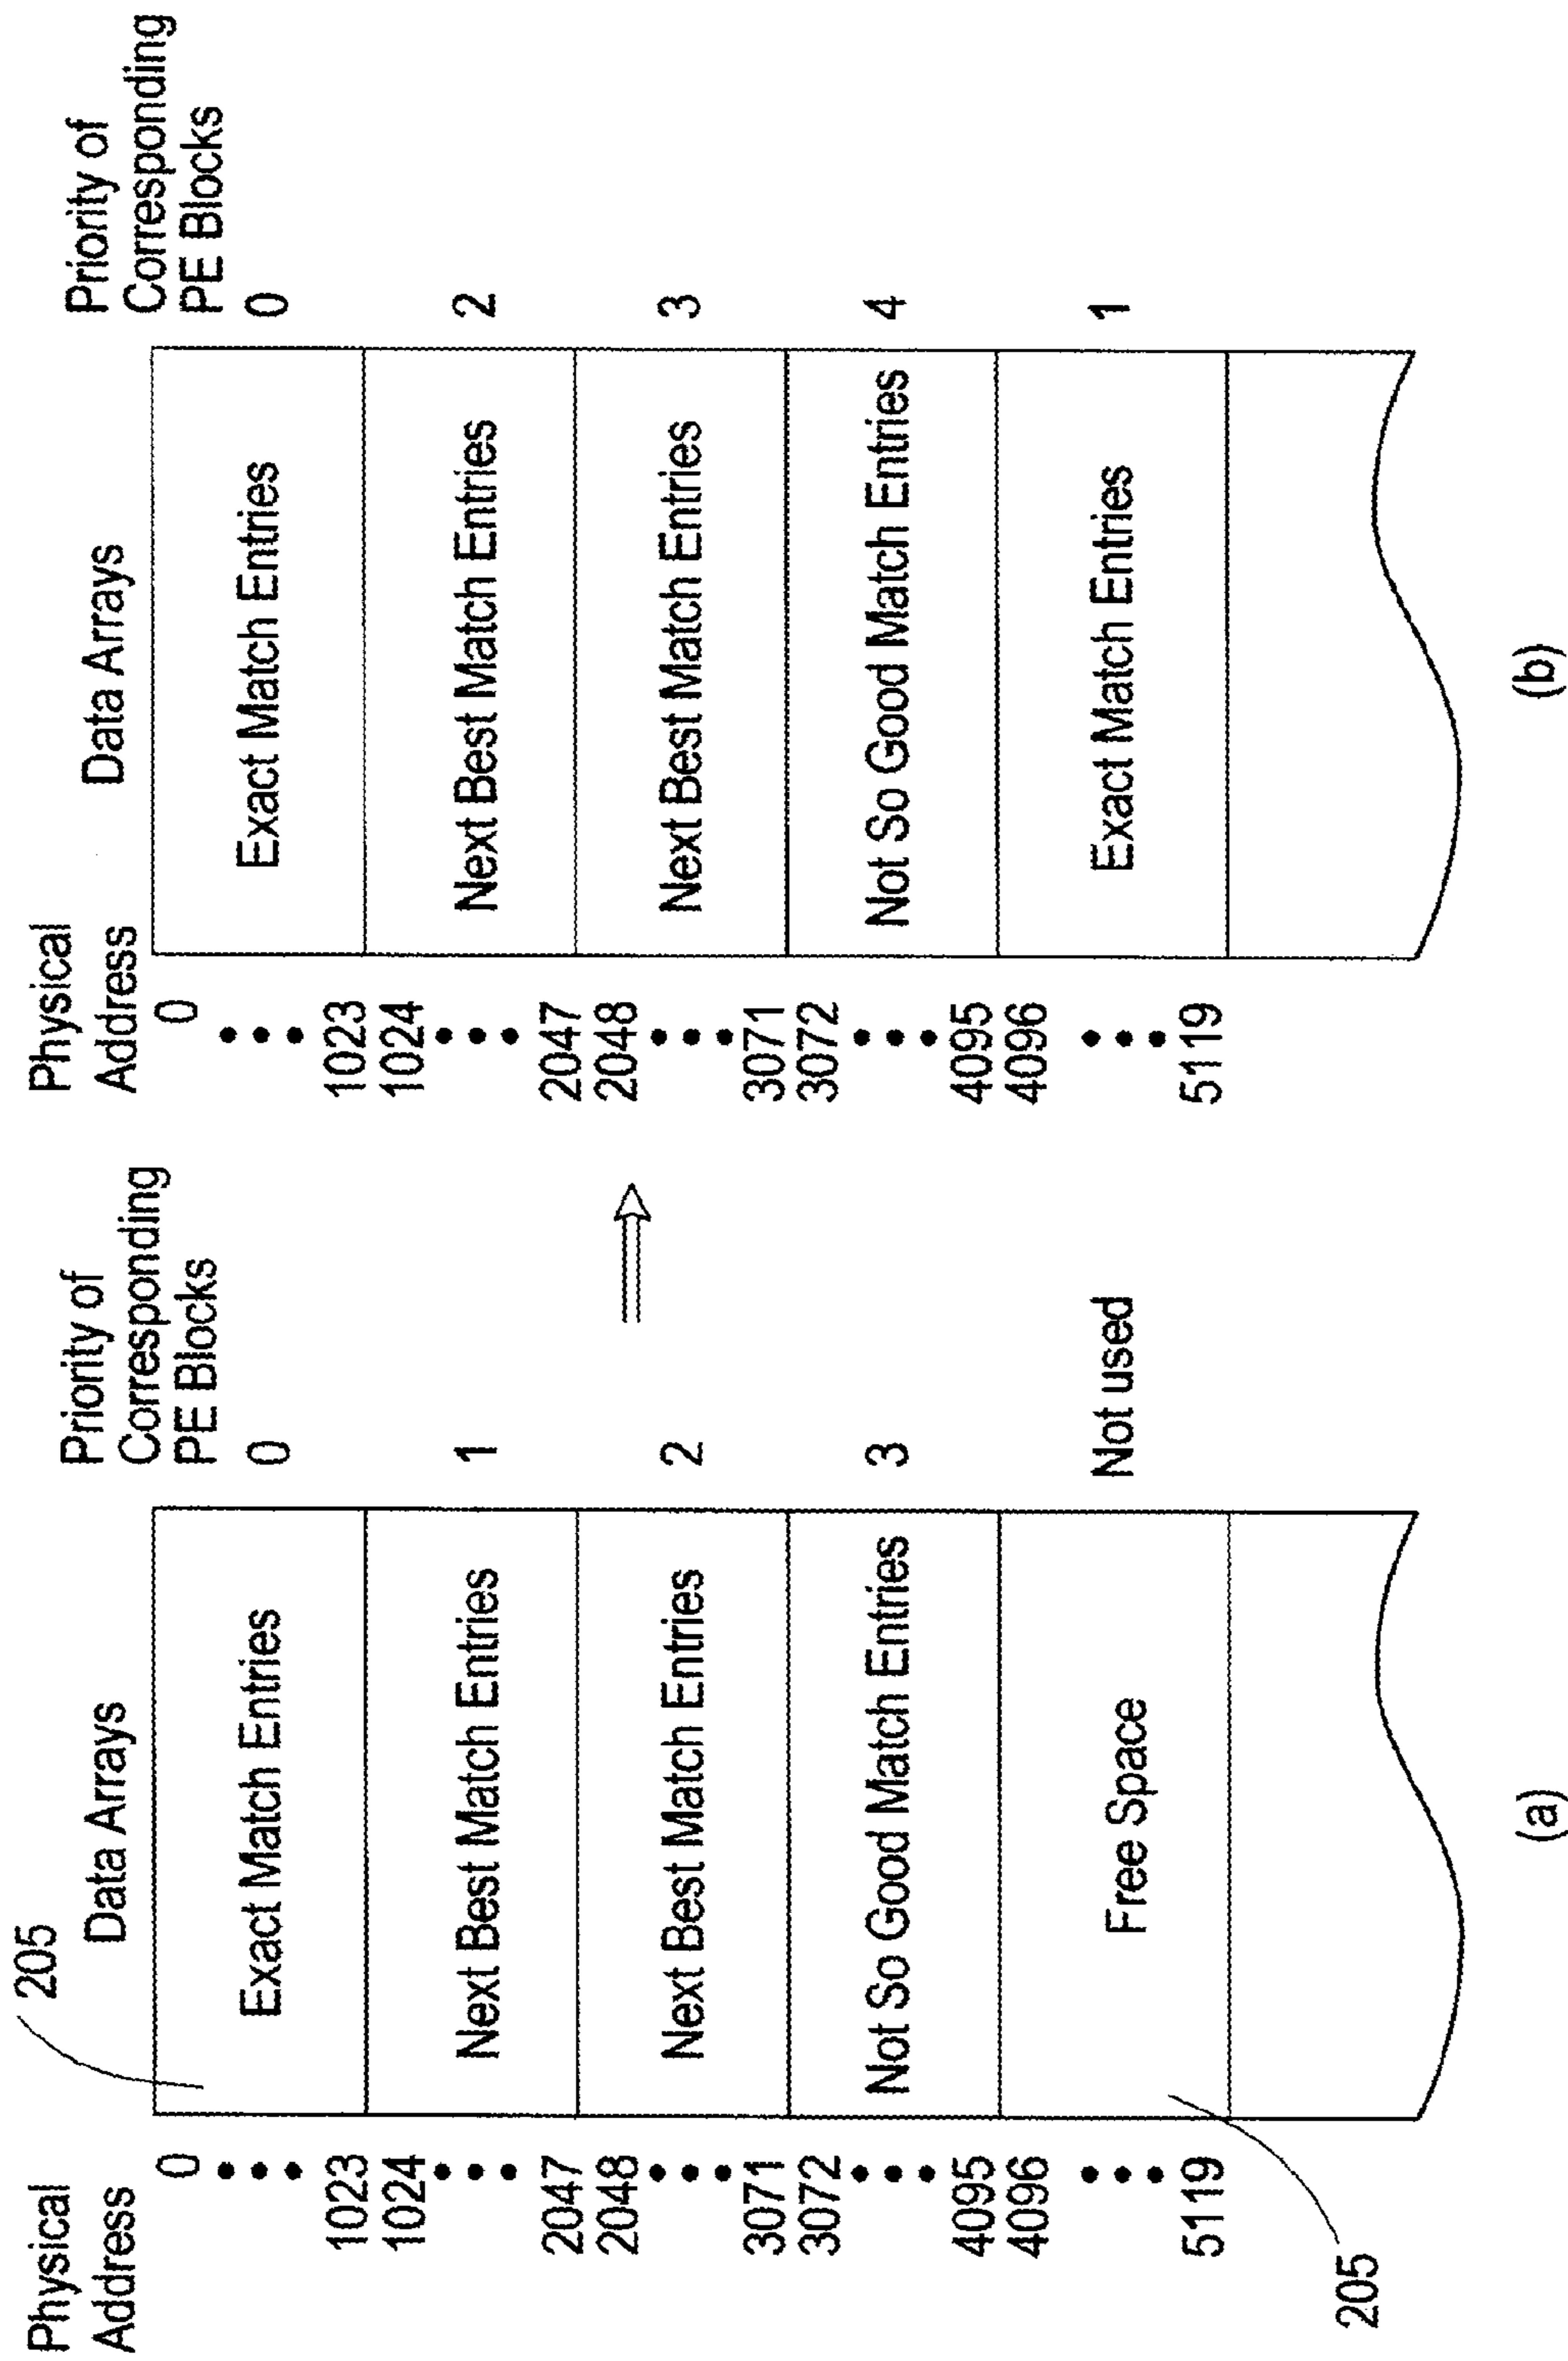 205
Physical
Address
Data Arrays
Priority of
Corresponding
PE Blocks
0
1023
Exact Match Entries
0
1024
2047
Next Best Match Entries
1
2048
3071
Next Best Match Entries
2
3072
4095
Not So Good Match Entries
3
4096
5119
Free Space
Not used
205
(a)
Physical
Address
Data Arrays
Priority of
Corresponding
PE Blocks
0
1023
Exact Match Entries
0
1024
2047
Next Best Match Entries
2
2048
3071
Next Best Match Entries
3
3072
4095
Not So Good Match Entries
4
4096
5119
Exact Match Entries
1
(b)